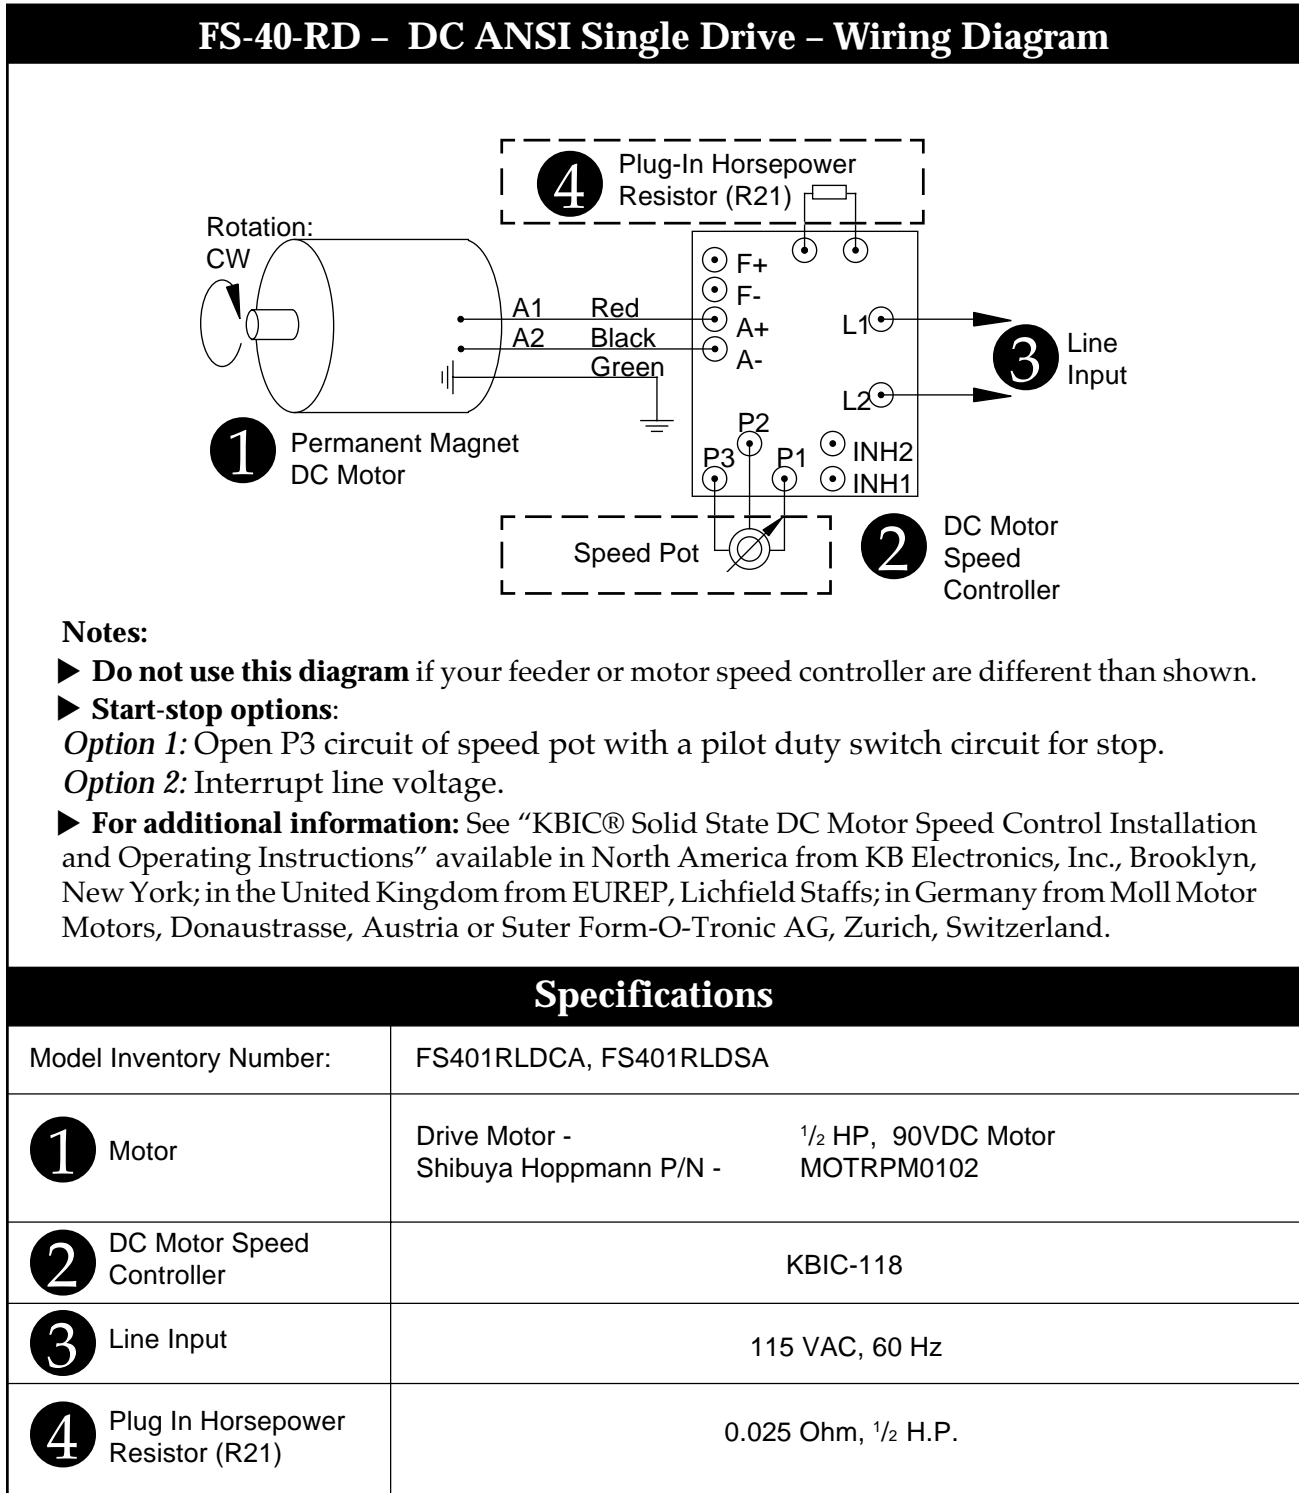 FS-40-RD – DC ANSI Single Drive – Wiring Diagram
4 Plug-In Horsepower
Resistor (R21)
Rotation:
CW
F+
F-
A1 Red A+
A2 Black A-
Green
L1
L2
3 Line
Input
1 Permanent Magnet
DC Motor
P2
P3 P1
INH2
INH1
Speed Pot
2 DC Motor
Speed
Controller
Notes:
▶ Do not use this diagram if your feeder or motor speed controller are different than shown.
▶ Start-stop options:
Option 1: Open P3 circuit of speed pot with a pilot duty switch circuit for stop.
Option 2: Interrupt line voltage.
▶ For additional information: See “KBIC® Solid State DC Motor Speed Control Installation
and Operating Instructions” available in North America from KB Electronics, Inc., Brooklyn,
New York; in the United Kingdom from EUREP, Lichfield Staffs; in Germany from Moll Motor
Motors, Donaustrasse, Austria or Suter Form-O-Tronic AG, Zurich, Switzerland.
Specifications
Model Inventory Number: FS401RLDCA, FS401RLDSA
1 Motor
Drive Motor - 1/2 HP, 90VDC Motor
Shibuya Hoppmann P/N - MOTRPM0102
2 DC Motor Speed
Controller
KBIC-118
3 Line Input
115 VAC, 60 Hz
4 Plug In Horsepower
Resistor (R21)
0.025 Ohm, 1/2 H.P.